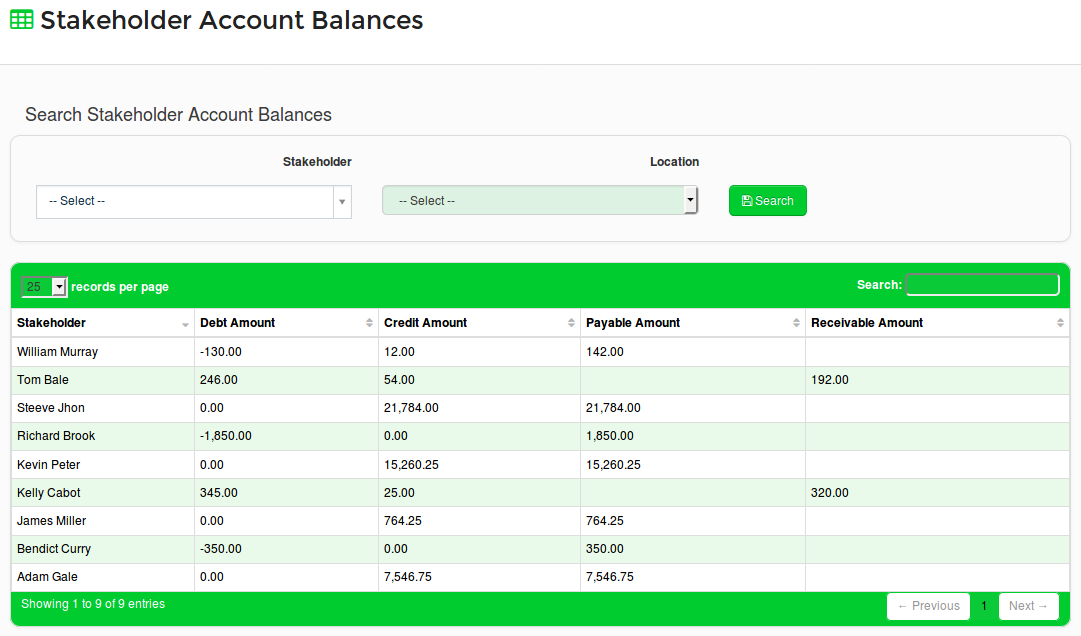 Stakeholder Account Balances
Search Stakeholder Account Balances
Stakeholder Location
-- Select -- -- Select -- Search
25 records per page Search:
Stakeholder Debt Amount Credit Amount Payable Amount Receivable Amount
William Murray -130.00 12.00 142.00
Tom Bale 246.00 54.00 192.00
Steeve Jhon 0.00 21,784.00 21,784.00
Richard Brook -1,850.00 0.00 1,850.00
Kevin Peter 0.00 15,260.25 15,260.25
Kelly Cabot 345.00 25.00 320.00
James Miller 0.00 764.25 764.25
Bendict Curry -350.00 0.00 350.00
Adam Gale 0.00 7,546.75 7,546.75
Showing 1 to 9 of 9 entries ← Previous 1 Next →